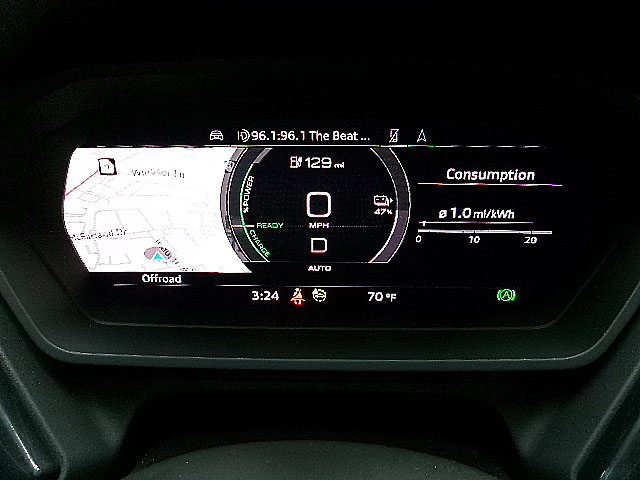 96.1:96.1 The Beat ...
Windsor Ln
129 mi
Consumption
% POWER
0
47%
ø 1.0 mi/kWh
READY
MPH
0 10 20
CHARGE
Offroad
AUTO
3:24
70 °F
A